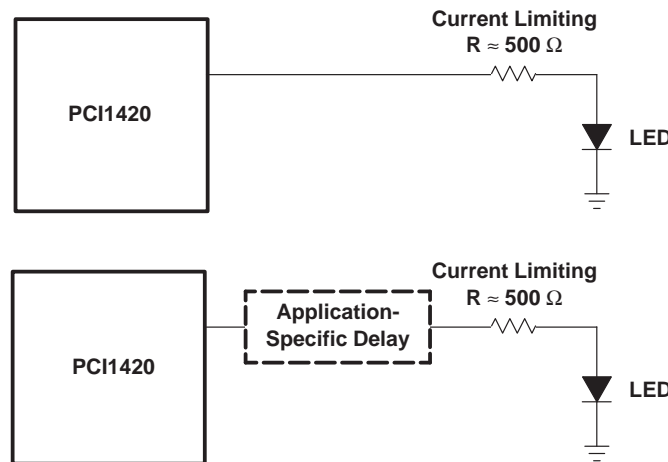 Current Limiting
R ≈ 500 Ω
PCI1420
LED
Current Limiting
R ≈ 500 Ω
Application-
Specific Delay
PCI1420
LED